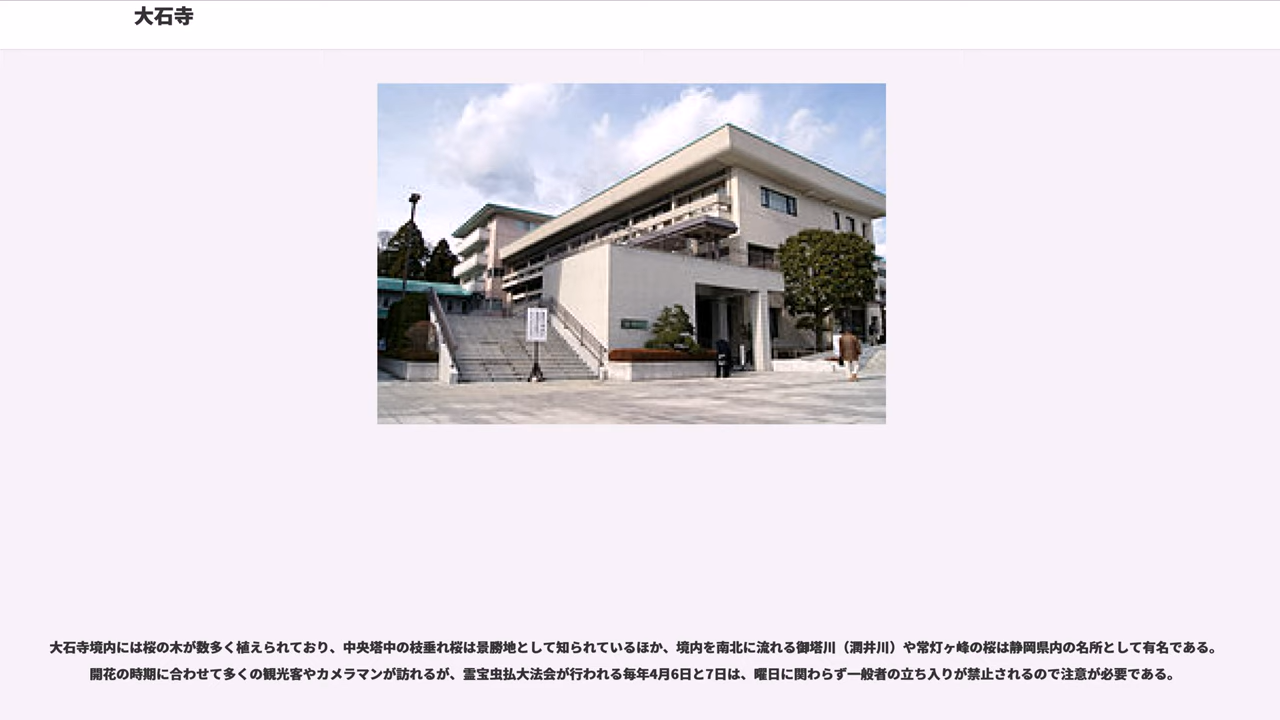 大石寺
大石寺境内には桜の木が数多く植えられており、中央塔中の枝垂れ桜は景勝地として知られているほか、境内を南北に流れる御塔川（潤井川）や常灯ヶ峰の桜は静岡県内の名所として有名である。
開花の時期に合わせて多くの観光客やカメラマンが訪れるが、霊宝虫払大法会が行われる毎年4月6日と7日は、曜日に関わらず一般者の立ち入りが禁止されるので注意が必要である。